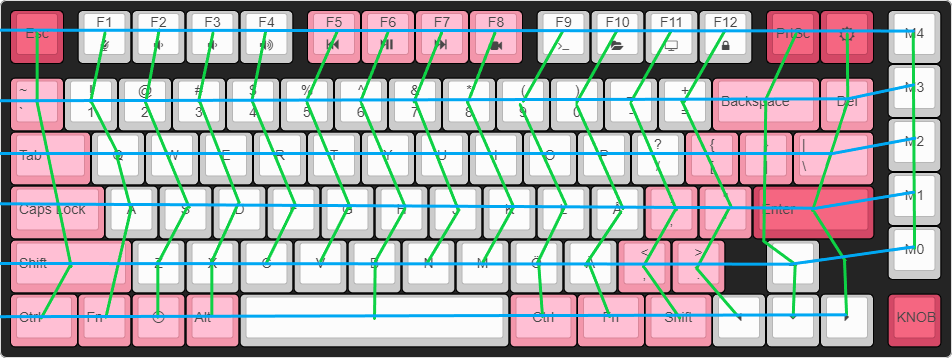 Esc F1 F2 F3 F4 F5 F6 F7 F8 F9 F10 F11 F12 PrtSc M4
>_
~ ! @ # $ % ^ & * ( ) _ + Backspace Del M3
` 1 2 3 4 5 6 7 8 9 0 - =
Tab Q W E R T Y U I O P ? { } | M2
/ [ ] \
Caps Lock A S D F G H J K L Enter M1
Shift Z X C V B N M < > M0
, .
Ctrl Fn Alt Ctrl Fn Shift KNOB